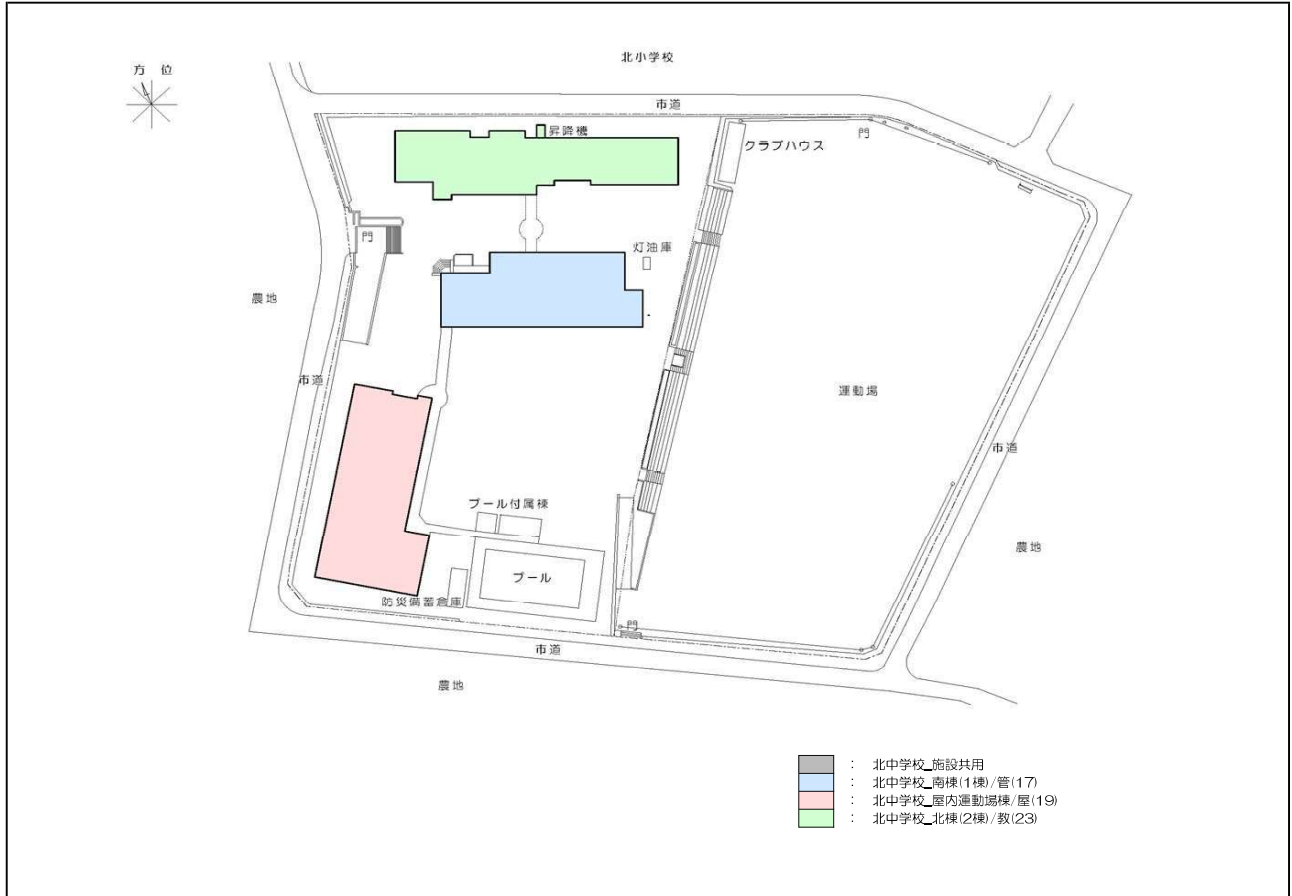 北小学校
方 位
市道
昇降機
門
クラブハウス
門
灯油庫
農地
市道
運動場
市道
プール付属棟
農地
プール
防災備蓄倉庫
門
市道
農地
： 北中学校_施設共用
： 北中学校_南棟(1棟)/管(17)
： 北中学校_屋内運動場棟/屋(19)
： 北中学校_北棟(2棟)/教(23)